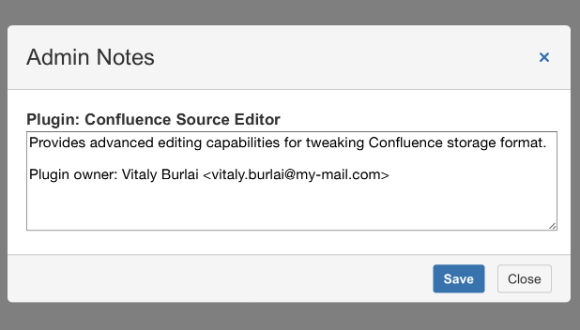 Admin Notes
×
Plugin: Confluence Source Editor
Provides advanced editing capabilities for tweaking Confluence storage format.
Plugin owner: Vitaly Burlai <vitaly.burlai@my-mail.com>
Save Close